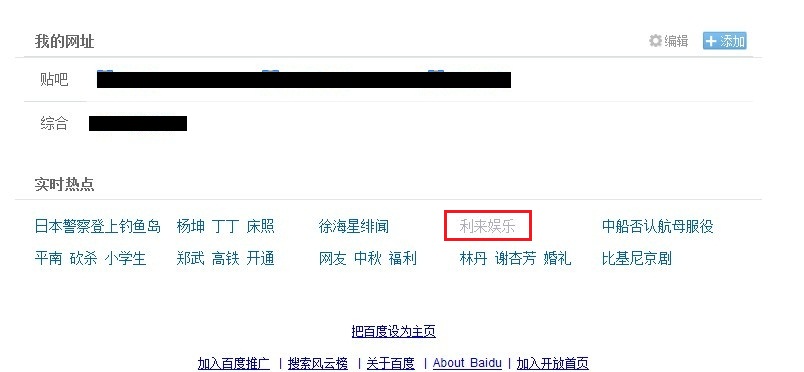 我的网址 编辑 添加
贴吧
综合
实时热点
日本警察登上钓鱼岛 杨坤 丁丁 床照 徐海星绯闻 利来娱乐 中船否认航母服役
平南 砍杀 小学生 郑武 高铁 开通 网友 中秋 福利 林丹 谢杏芳 婚礼 比基尼京剧
把百度设为主页
加入百度推广 | 搜索风云榜 | 关于百度 | About Baidu | 加入开放首页